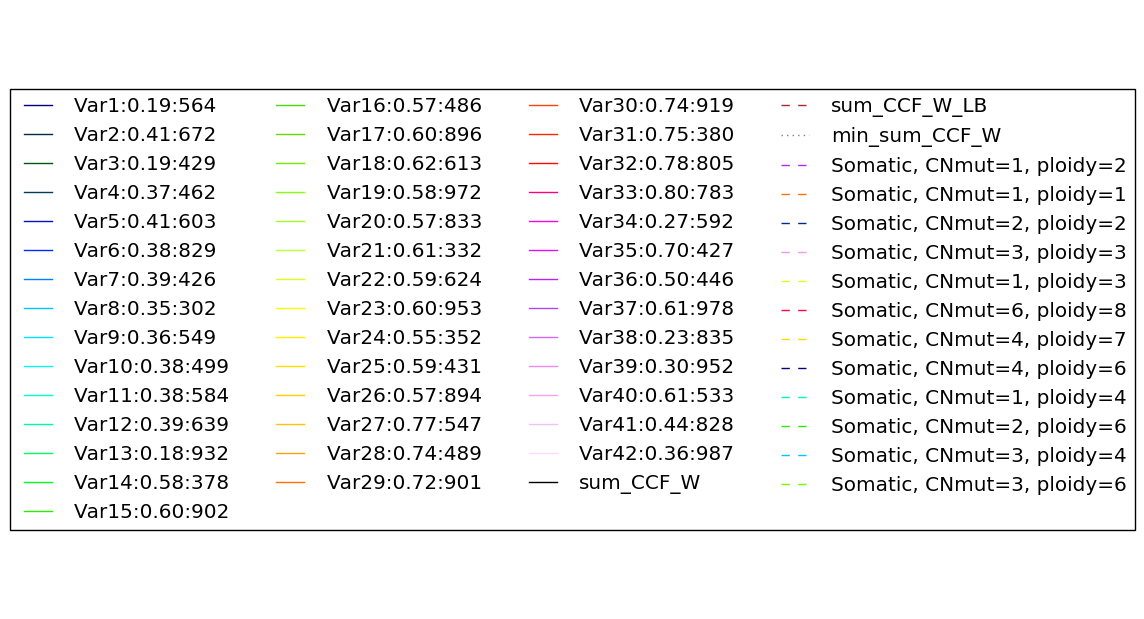 Var1:0.19:564
Var2:0.41:672
Var3:0.19:429
Var4:0.37:462
Var5:0.41:603
Var6:0.38:829
Var7:0.39:426
Var8:0.35:302
Var9:0.36:549
Var10:0.38:499
Var11:0.38:584
Var12:0.39:639
Var13:0.18:932
Var14:0.58:378
Var15:0.60:902
Var16:0.57:486
Var17:0.60:896
Var18:0.62:613
Var19:0.58:972
Var20:0.57:833
Var21:0.61:332
Var22:0.59:624
Var23:0.60:953
Var24:0.55:352
Var25:0.59:431
Var26:0.57:894
Var27:0.77:547
Var28:0.74:489
Var29:0.72:901
Var30:0.74:919
Var31:0.75:380
Var32:0.78:805
Var33:0.80:783
Var34:0.27:592
Var35:0.70:427
Var36:0.50:446
Var37:0.61:978
Var38:0.23:835
Var39:0.30:952
Var40:0.61:533
Var41:0.44:828
Var42:0.36:987
sum_CCF_W
sum_CCF_W_LB
min_sum_CCF_W
Somatic, CNmut=1, ploidy=2
Somatic, CNmut=1, ploidy=1
Somatic, CNmut=2, ploidy=2
Somatic, CNmut=3, ploidy=3
Somatic, CNmut=1, ploidy=3
Somatic, CNmut=6, ploidy=8
Somatic, CNmut=4, ploidy=7
Somatic, CNmut=4, ploidy=6
Somatic, CNmut=1, ploidy=4
Somatic, CNmut=2, ploidy=6
Somatic, CNmut=3, ploidy=4
Somatic, CNmut=3, ploidy=6